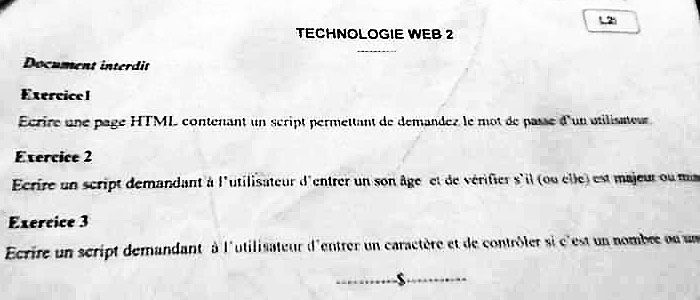 L2i
TECHNOLOGIE WEB 2
Document interdit
Exercice1
Ecrire une page HTML contenant un script permettant de demandez le mot de passe d'un utilisateur
Exercice 2
Ecrire un script demandant à l'utilisateur d'entrer un son âge et de vérifier s'il (ou elle) est majeur ou
Exercice 3
Ecrire un script demandant à l'utilisateur d'entrer un caractère et de contrôler si c'est un nombre ou
------------$------------